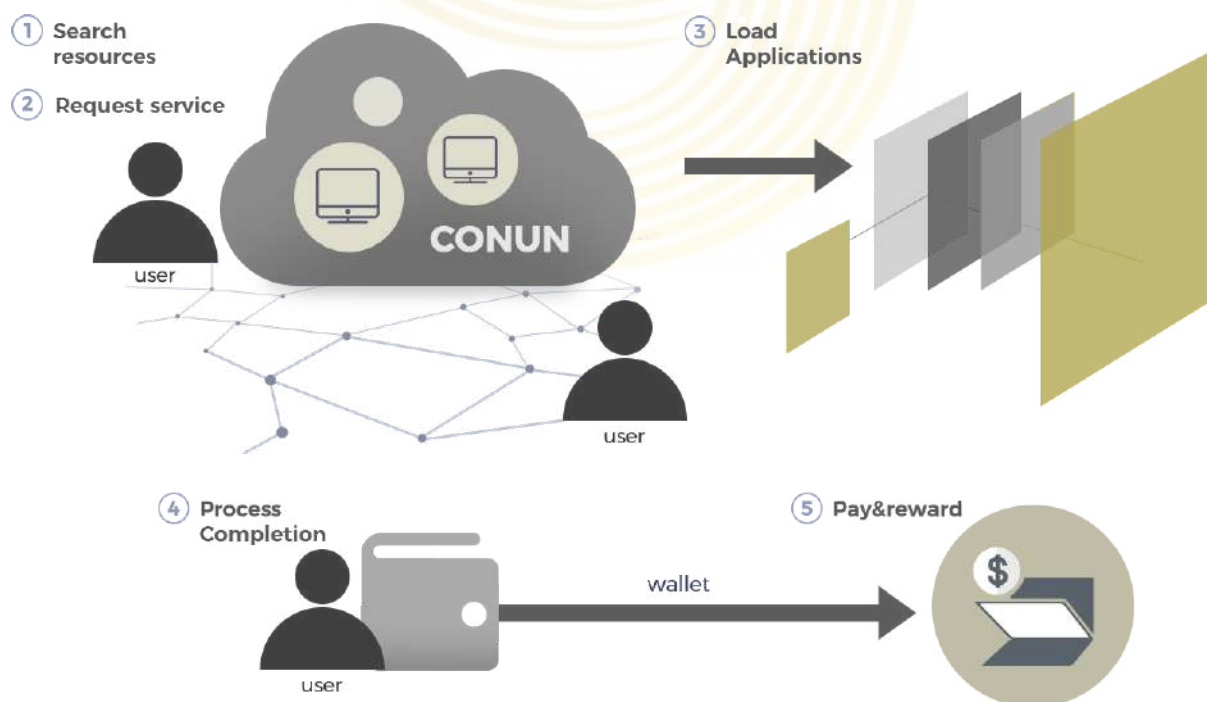 1 Search
resources
2 Request service
user
CONUN
user
3 Load
Applications
4 Process
Completion
user
wallet
5 Pay&reward
$